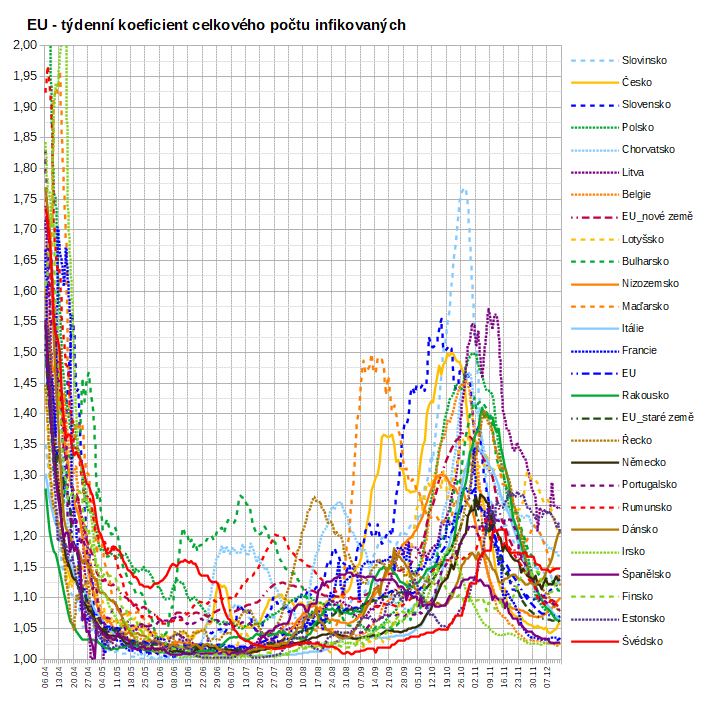 EU - týdenní koeficient celkového počtu infikovaných
2,00
1,95
1,90
1,85
1,80
1,75
1,70
1,65
1,60
1,55
1,50
1,45
1,40
1,35
1,30
1,25
1,20
1,15
1,10
1,05
1,00
06.04
13.04
20.04
27.04
04.05
11.05
18.05
25.05
01.06
08.06
15.06
22.06
29.06
06.07
13.07
20.07
27.07
03.08
10.08
17.08
24.08
31.08
07.09
14.09
21.09
28.09
05.10
12.10
19.10
26.10
02.11
09.11
16.11
23.11
30.11
07.12
Slovinsko
Česko
Slovensko
Polsko
Chorvatsko
Litva
Belgie
EU_nové země
Lotyšsko
Bulharsko
Nizozemsko
Maďarsko
Itálie
Francie
EU
Rakousko
EU_staré země
Řecko
Německo
Portugalsko
Rumunsko
Dánsko
Irsko
Španělsko
Finsko
Estonsko
Švédsko